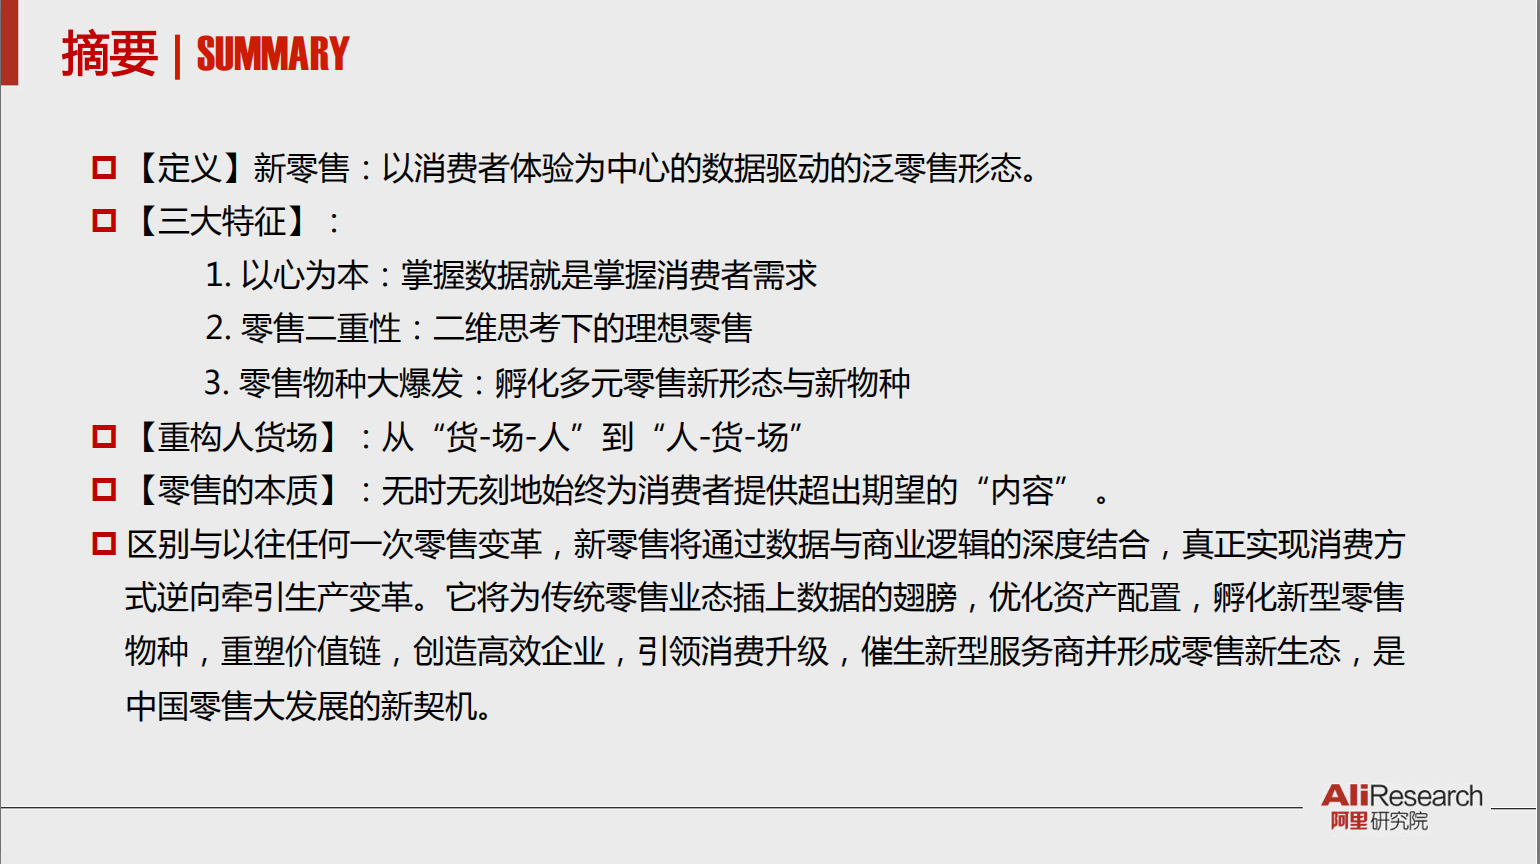 摘要 | SUMMARY
【定义】新零售：以消费者体验为中心的数据驱动的泛零售形态。
【三大特征】：
1. 以心为本：掌握数据就是掌握消费者需求
2. 零售二重性：二维思考下的理想零售
3. 零售物种大爆发：孵化多元零售新形态与新物种
【重构人货场】：从“货-场-人”到“人-货-场”
【零售的本质】：无时无刻地始终为消费者提供超出期望的“内容” 。
区别与以往任何一次零售变革，新零售将通过数据与商业逻辑的深度结合，真正实现消费方
式逆向牵引生产变革。它将为传统零售业态插上数据的翅膀，优化资产配置，孵化新型零售
物种，重塑价值链，创造高效企业，引领消费升级，催生新型服务商并形成零售新生态，是
中国零售大发展的新契机。
AliResearch
阿里研究院